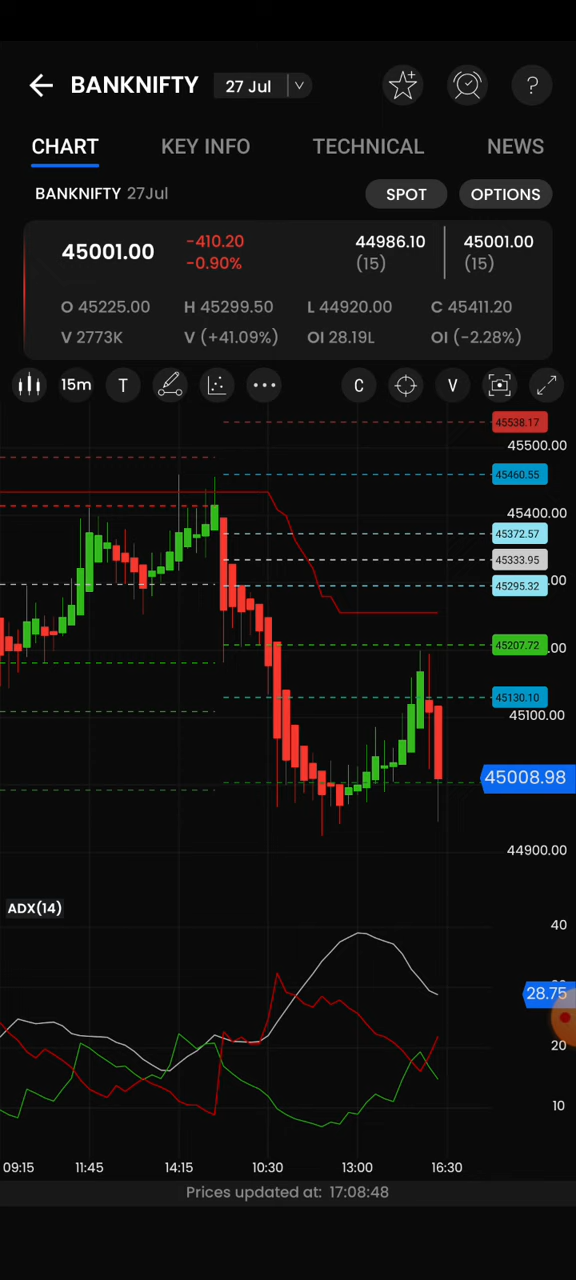 BANKNIFTY 27 Jul
?
CHART KEY INFO TECHNICAL NEWS
BANKNIFTY 27Jul SPOT OPTIONS
45001.00 -410.20 44986.10 45001.00
-0.90% (15) (15)
O 45225.00 H 45299.50 L 44920.00 C 45411.20
V 2773K V (+41.09%) OI 28.19L OI (-2.28%)
15m T C V
45538.17
45500.00
45460.55
45400.00
45372.57
45333.95
45295.32
45207.72
45130.10
45100.00
45008.98
44900.00
ADX(14)
40
28.75
20
10
09:15 11:45 14:15 10:30 13:00 16:30
Prices updated at: 17:08:48